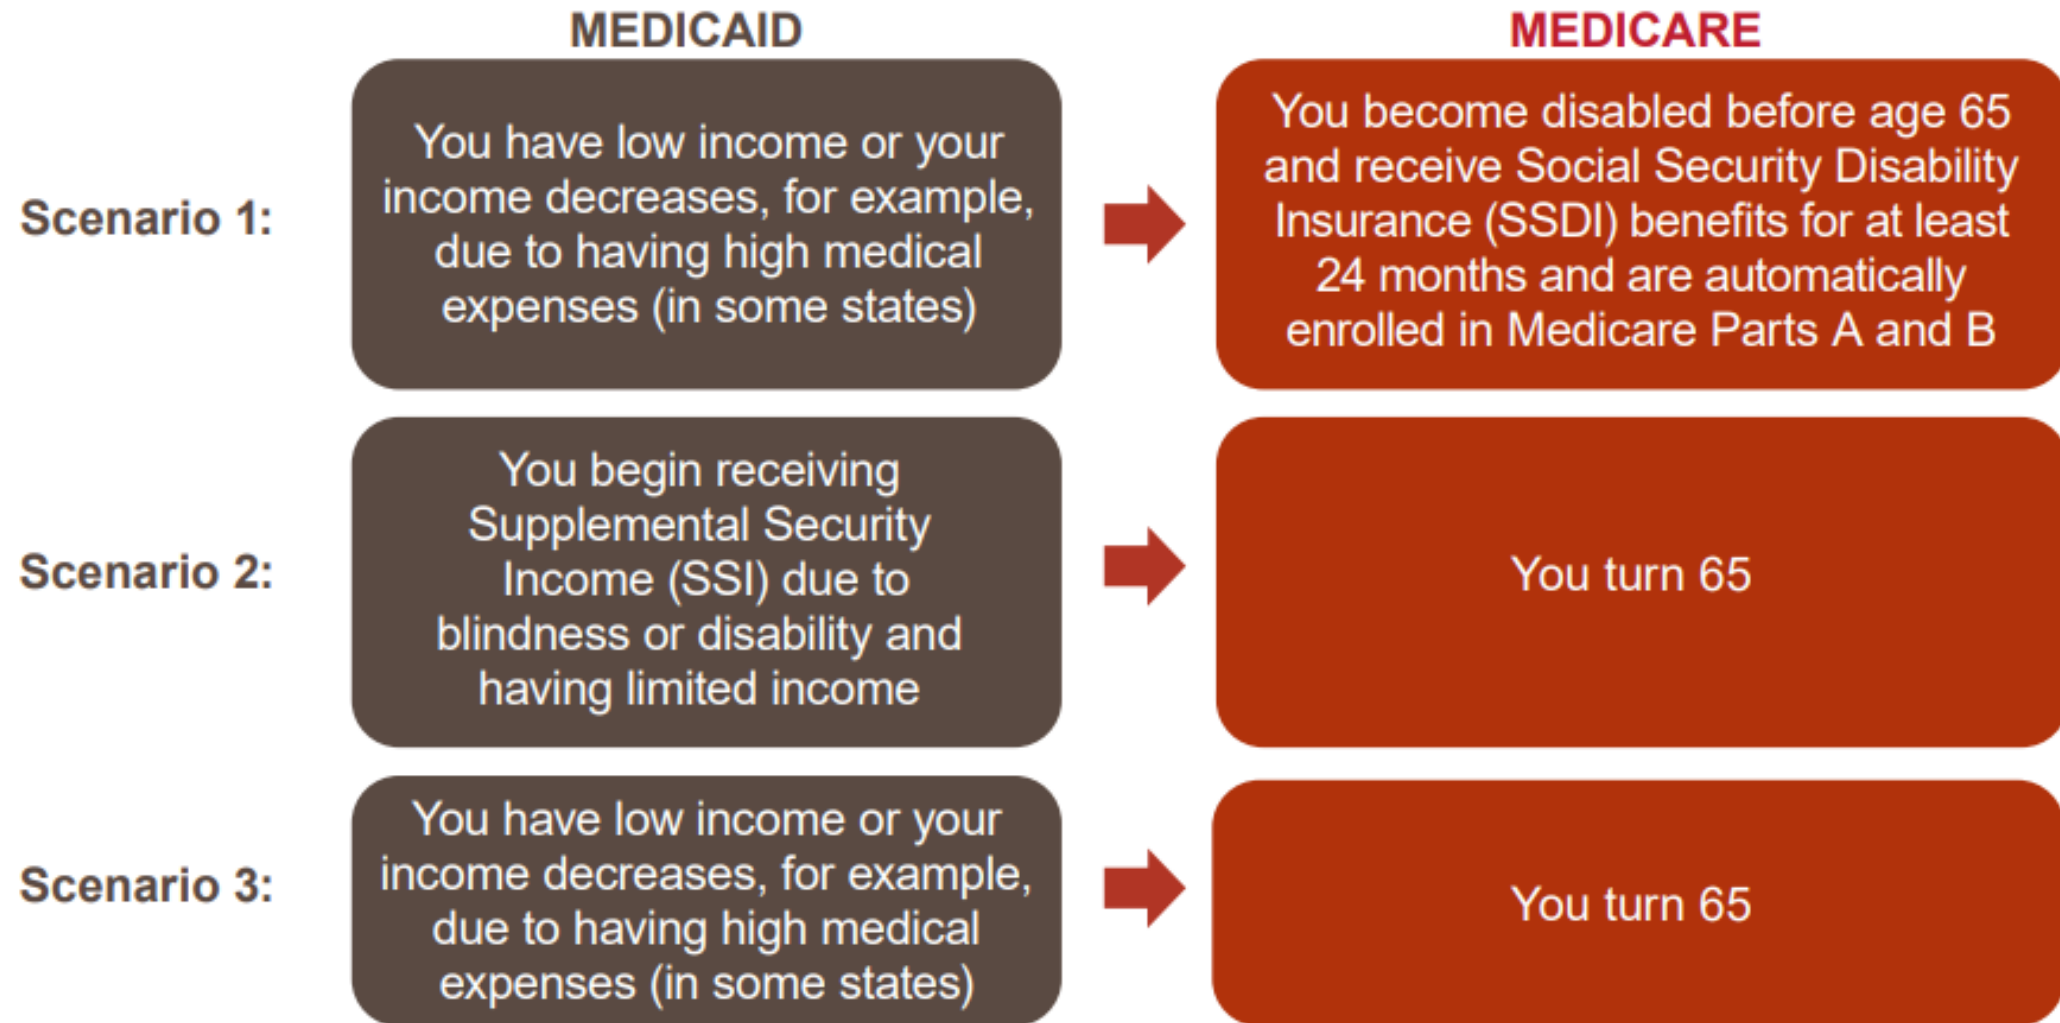 MEDICAID
MEDICARE
Scenario 1:
You have low income or your
income decreases, for example,
due to having high medical
expenses (in some states)
You become disabled before age 65
and receive Social Security Disability
Insurance (SSDI) benefits for at least
24 months and are automatically
enrolled in Medicare Parts A and B
Scenario 2:
You begin receiving
Supplemental Security
Income (SSI) due to
blindness or disability and
having limited income
You turn 65
Scenario 3:
You have low income or your
income decreases, for example,
due to having high medical
expenses (in some states)
You turn 65